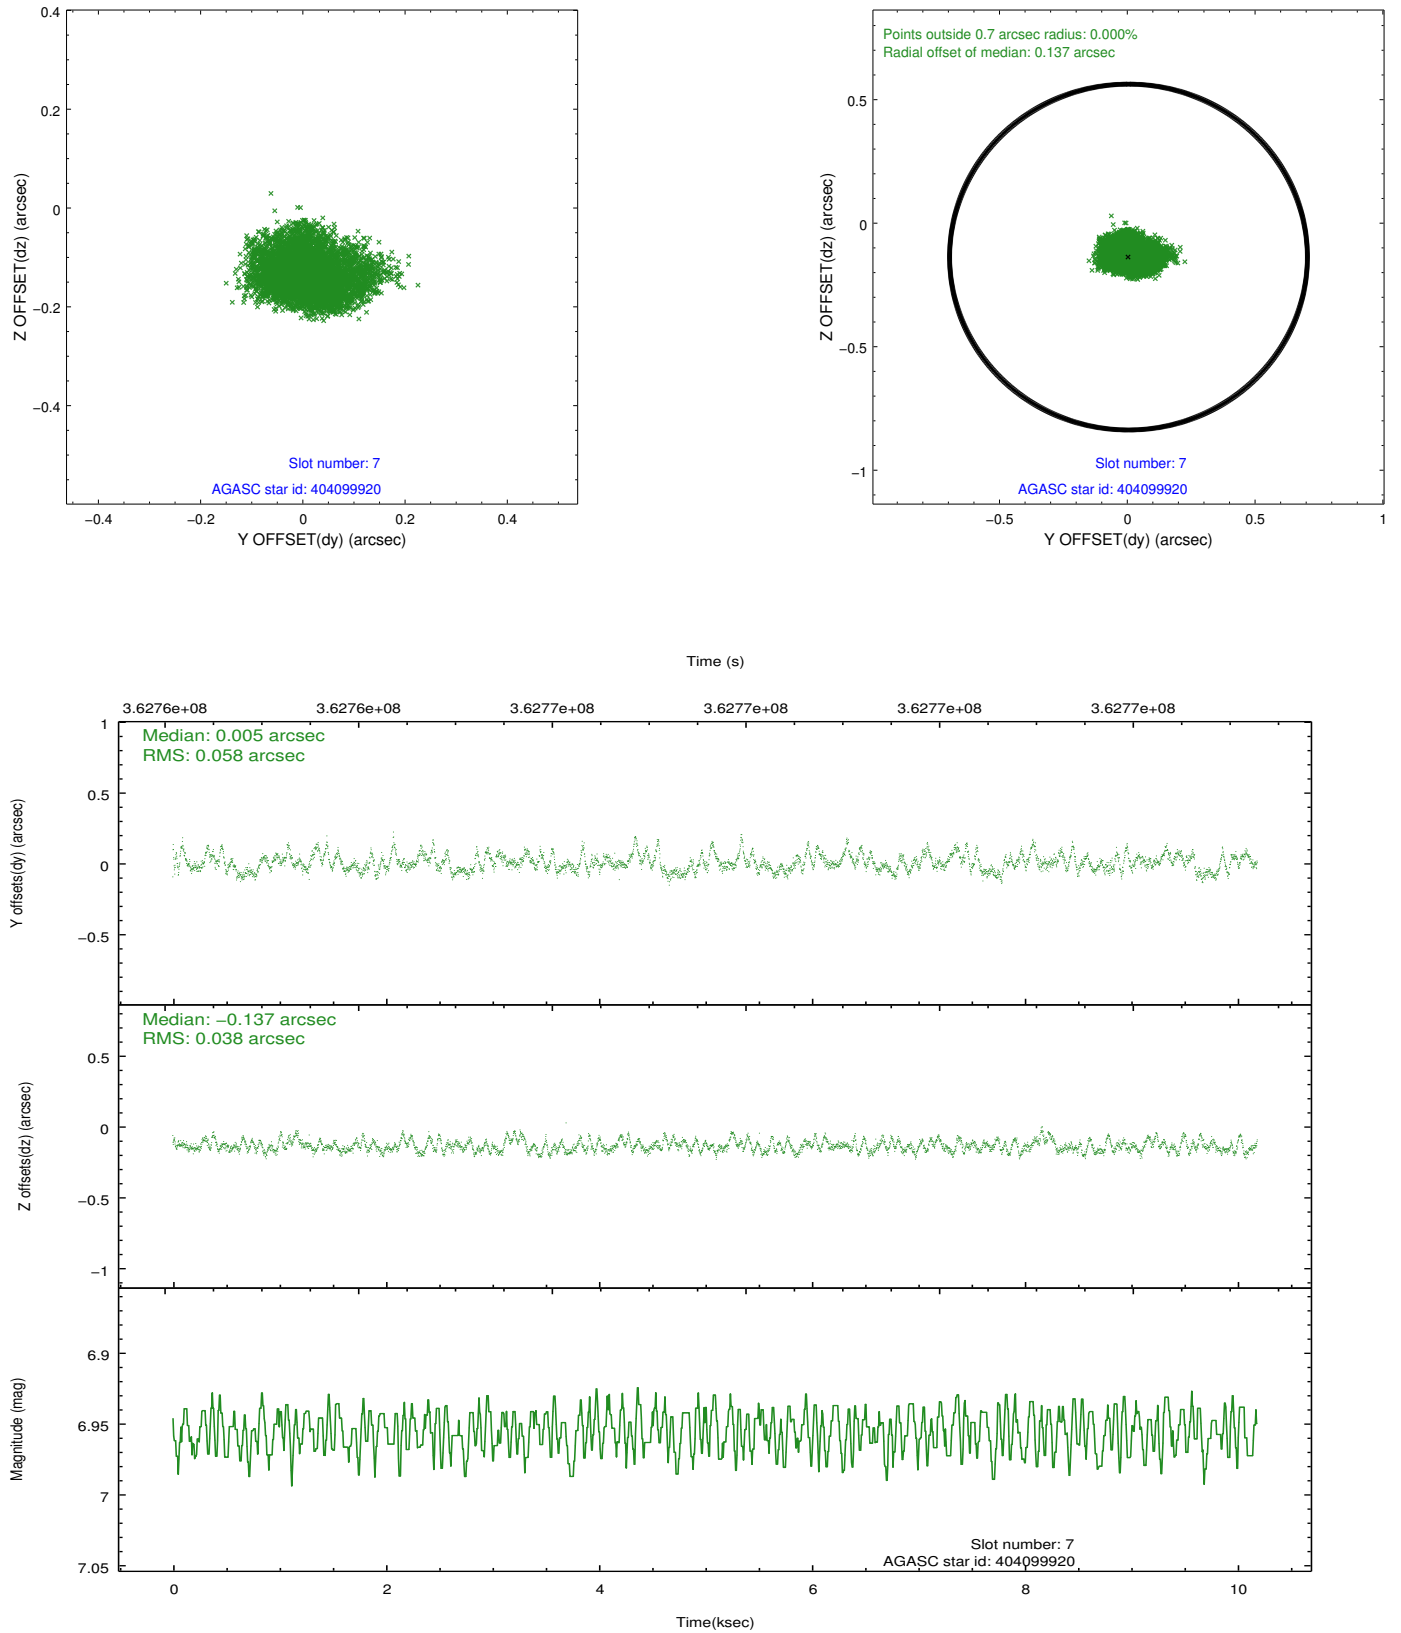 0.4
0.2
0
−0.2
−0.4
Z OFFSET(dz) (arcsec)
Slot number: 7
AGASC star id: 404099920
−0.4 −0.2 0 0.2 0.4
Y OFFSET(dy) (arcsec)
Points outside 0.7 arcsec radius: 0.000%
Radial offset of median: 0.137 arcsec
0.5
0
−0.5
−1
Z OFFSET(dz) (arcsec)
Slot number: 7
AGASC star id: 404099920
−0.5 0 0.5 1
Y OFFSET(dy) (arcsec)
Time (s)
3.6276e+08 3.6276e+08 3.6277e+08 3.6277e+08 3.6277e+08 3.6277e+08
Median: 0.005 arcsec
RMS: 0.058 arcsec
1
0.5
0
−0.5
Y offsets(dy) (arcsec)
Median: −0.137 arcsec
RMS: 0.038 arcsec
0.5
0
−0.5
−1
Z offsets(dz) (arcsec)
6.9
6.95
7
7.05
Magnitude (mag)
Slot number: 7
AGASC star id: 404099920
0 2 4 6 8 10
Time(ksec)